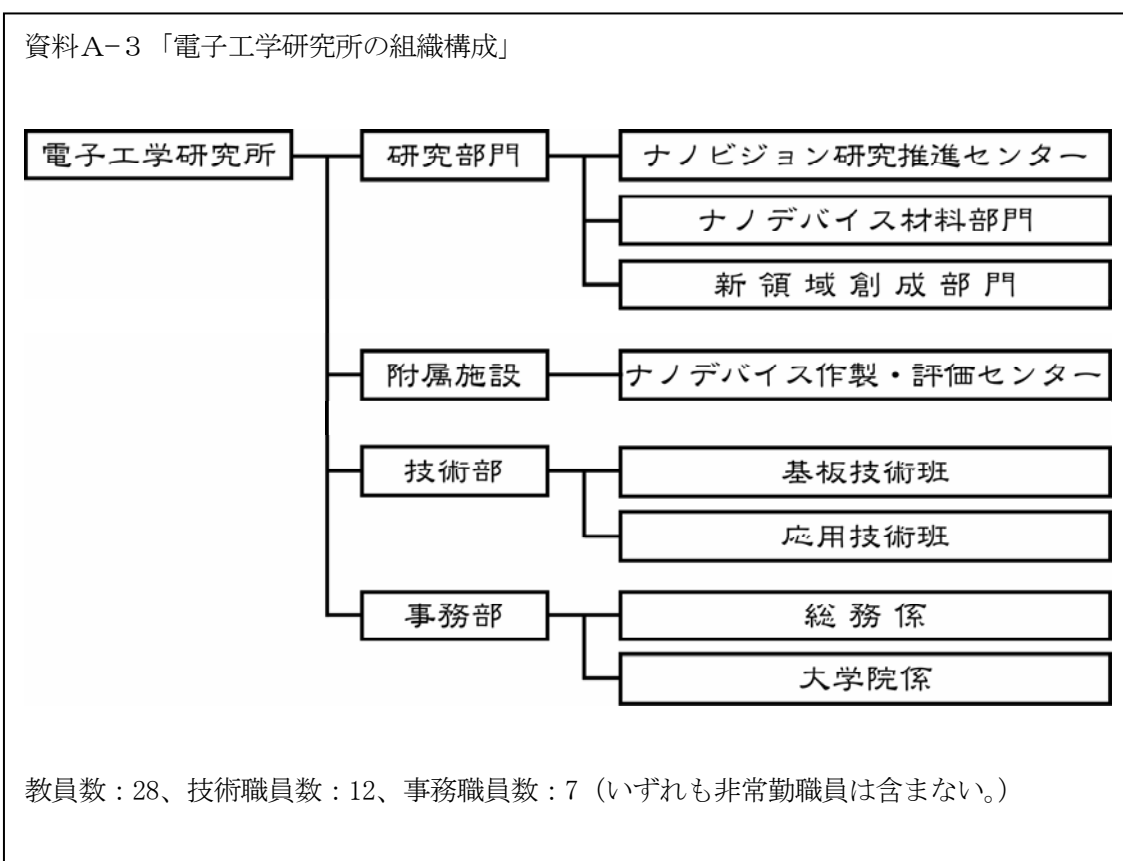 資料A-3「電子工学研究所の組織構成」
電子工学研究所
研究部門
ナノビジョン研究推進センター
ナノデバイス材料部門
新領域創成部門
附属施設
ナノデバイス作製・評価センター
技術部
基板技術班
応用技術班
事務部
総務係
大学院係
教員数:28、技術職員数:12、事務職員数:7(いずれも非常勤職員は含まない。)